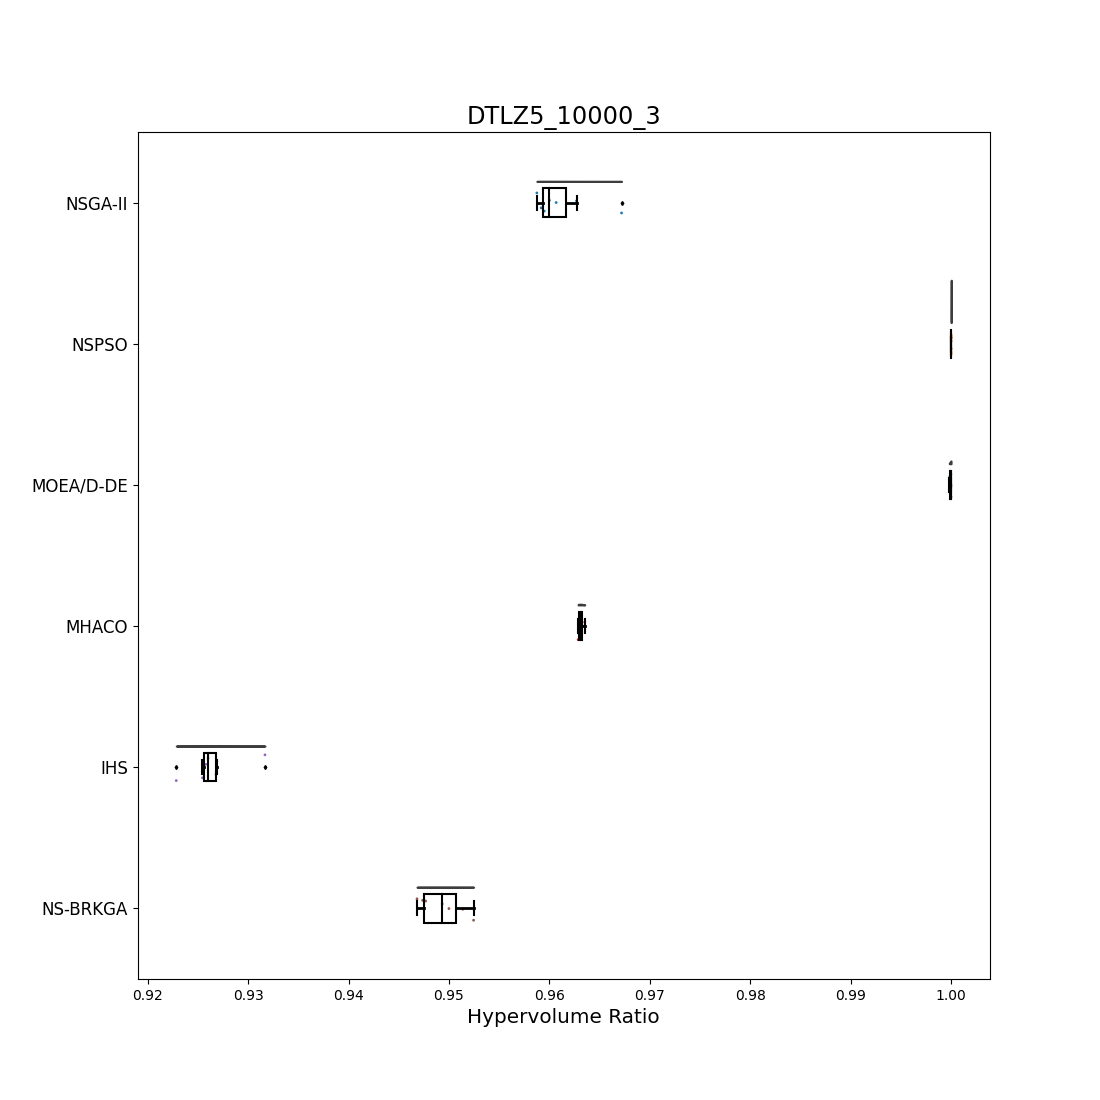 DTLZ5_10000_3
NSGA-II
NSPSO
MOEA/D-DE
MHACO
IHS
NS-BRKGA
0.92 0.93 0.94 0.95 0.96 0.97 0.98 0.99 1.00
Hypervolume Ratio